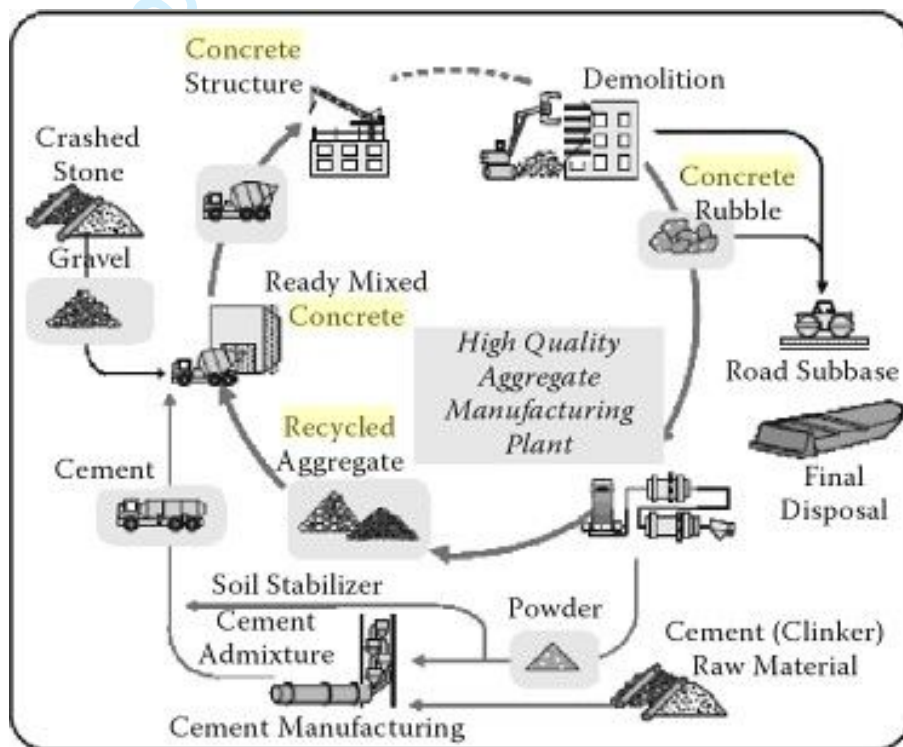 Concrete
Structure
Demolition
Crashed
Stone
Concrete
Rubble
Gravel
Ready Mixed
Concrete
High Quality
Aggregate
Manufacturing
Plant
Road Subbase
Recycled
Aggregate
Cement
Final
Disposal
Soil Stabilizer
Powder
Cement
Admixture
Cement (Clinker)
Raw Material
Cement Manufacturing